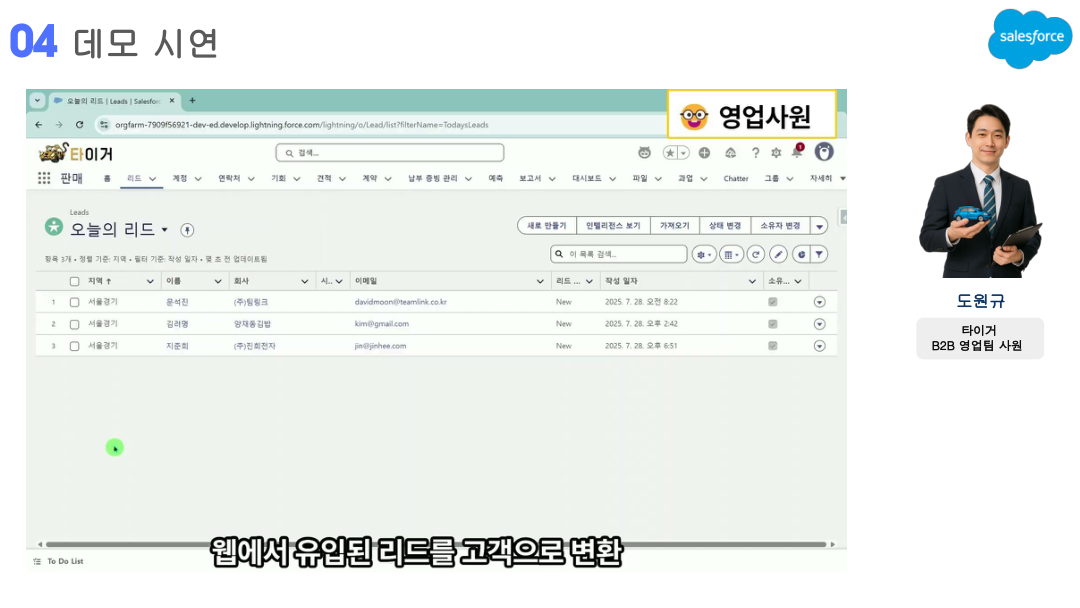 04 데모 시연
salesforce
오늘의 리드 | Leads | Salesforc
orgfarm-7909f56921-dev-ed.develop.lightning.force.com/lightning/o/Lead/list?filterName=TodaysLeads
영업사원
타이거
검색...
판매 홈 리드 계정 연락처 기회 견적 계약 납부 증빙 관리 예측 보고서 대시보드 파일 과업 Chatter 그룹 자세히
Leads
오늘의 리드
새로 만들기 인텔리전스 보기 가져오기 상태 변경 소유자 변경
항목 3개 • 정렬 기준: 지역 • 필터 기준: 작성 일자 • 몇 초 전 업데이트됨
이 목록 검색...
지역 ↑ 이름 회사 시.. 이메일 리드 ... 작성 일자 소유...
1 서울경기 윤석진 (주)팀링크 davidmoon@teamlink.co.kr New 2025. 7. 28. 오전 8:22
2 서울경기 김러명 양재동김밥 kim@gmail.com New 2025. 7. 28. 오후 2:42
3 서울경기 지준희 (주)진희전자 jin@jinhee.com New 2025. 7. 28. 오후 6:51
웹에서 유입된 리드를 고객으로 변환
To Do List
도원규
타이거
B2B 영업팀 사원